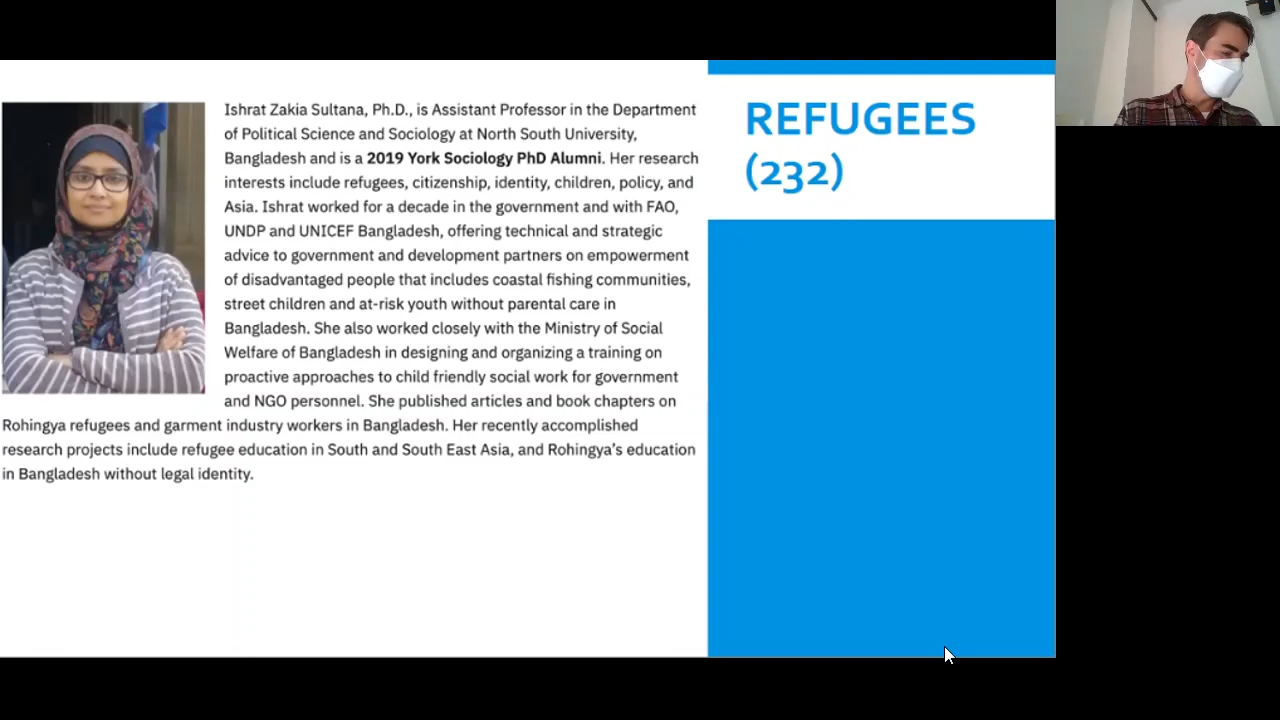 Ishrat Zakia Sultana, Ph.D., is Assistant Professor in the Department
of Political Science and Sociology at North South University,
Bangladesh and is a 2019 York Sociology PhD Alumni. Her research
interests include refugees, citizenship, identity, children, policy, and
Asia. Ishrat worked for a decade in the government and with FAO,
UNDP and UNICEF Bangladesh, offering technical and strategic
advice to government and development partners on empowerment
of disadvantaged people that includes coastal fishing communities,
street children and at-risk youth without parental care in
Bangladesh. She also worked closely with the Ministry of Social
Welfare of Bangladesh in designing and organizing a training on
proactive approaches to child friendly social work for government
and NGO personnel. She published articles and book chapters on
Rohingya refugees and garment industry workers in Bangladesh. Her recently accomplished
research projects include refugee education in South and South East Asia, and Rohingya's education
in Bangladesh without legal identity.
REFUGEES
(232)